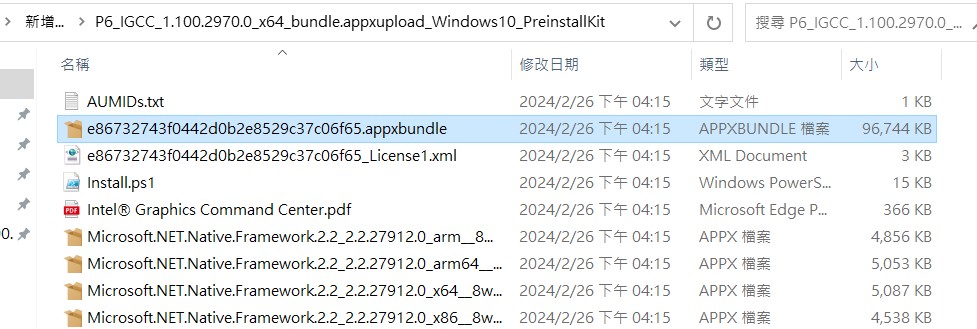 新增... > P6_IGCC_1.100.2970.0_x64_bundle.appxupload_Windows10_PreinstallKit 搜尋 P6_IGCC_1.100.2970.0_...
名稱 修改日期 類型 大小
AUMIDs.txt 2024/2/26 下午 04:15 文字文件 1 KB
e86732743f0442d0b2e8529c37c06f65.appxbundle 2024/2/26 下午 04:15 APPXBUNDLE 檔案 96,744 KB
e86732743f0442d0b2e8529c37c06f65_License1.xml 2024/2/26 下午 04:15 XML Document 3 KB
Install.ps1 2024/2/26 下午 04:15 Windows PowerS... 15 KB
Intel® Graphics Command Center.pdf 2024/2/26 下午 04:15 Microsoft Edge P... 366 KB
00. Microsoft.NET.Native.Framework.2.2_2.2.27912.0_arm__8... 2024/2/26 下午 04:15 APPX 檔案 4,856 KB
Microsoft.NET.Native.Framework.2.2_2.2.27912.0_arm64__... 2024/2/26 下午 04:15 APPX 檔案 5,053 KB
Microsoft.NET.Native.Framework.2.2_2.2.27912.0_x64__8w... 2024/2/26 下午 04:15 APPX 檔案 5,087 KB
Microsoft.NET.Native.Framework.2.2_2.2.27912.0_x86__8w... 2024/2/26 下午 04:15 APPX 檔案 4,538 KB